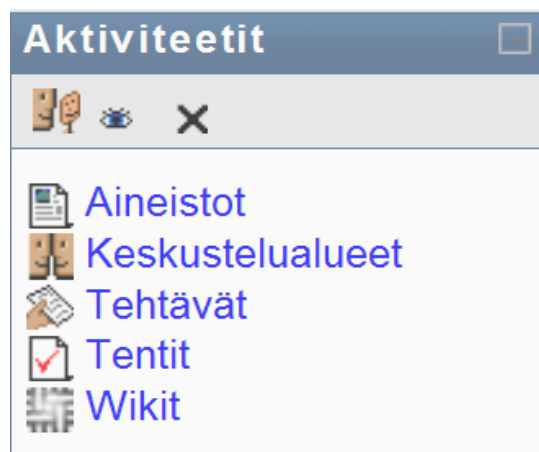 Aktiviteetit
Aineistot
Keskustelualueet
Tehtävät
Tentit
Wikit